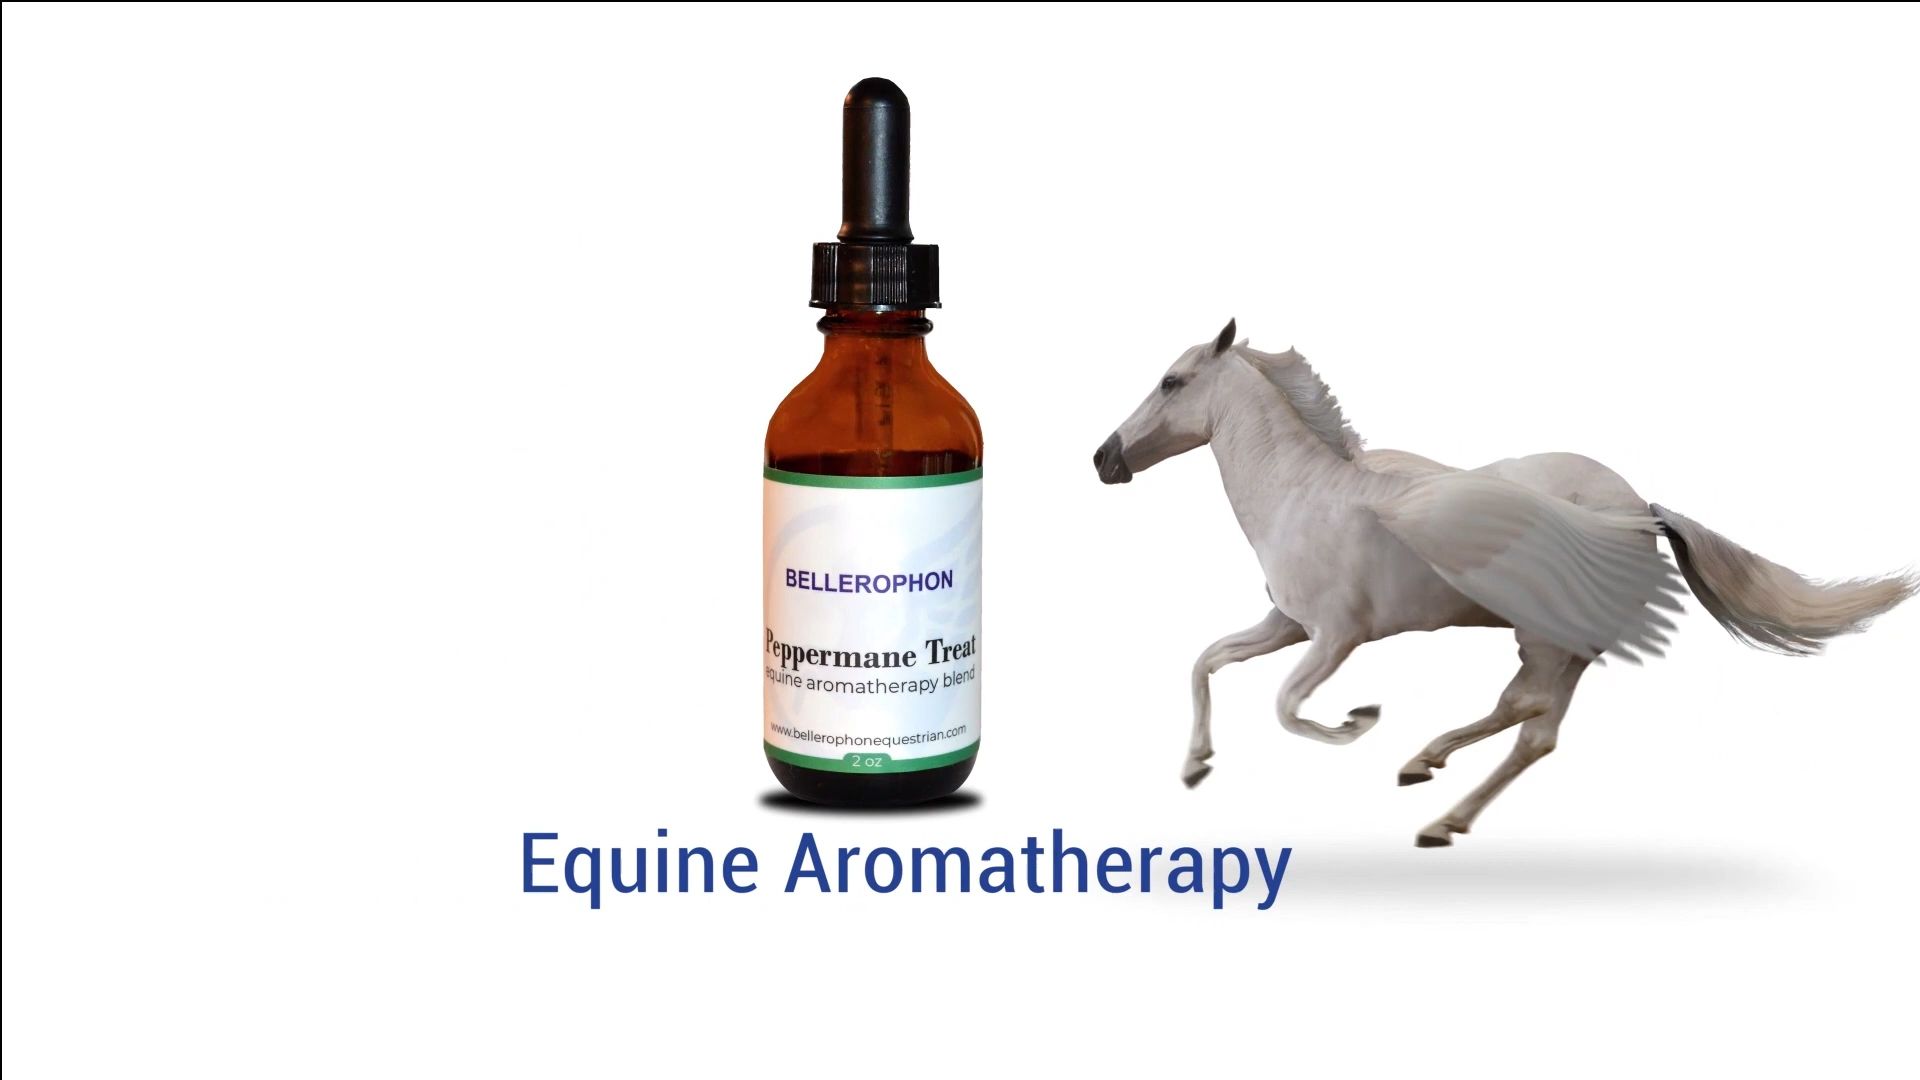 BELLEROPHON
Peppermane Treat
equine aromatherapy blend
www.bellerophonequestrian.com
2 oz
Equine Aromatherapy